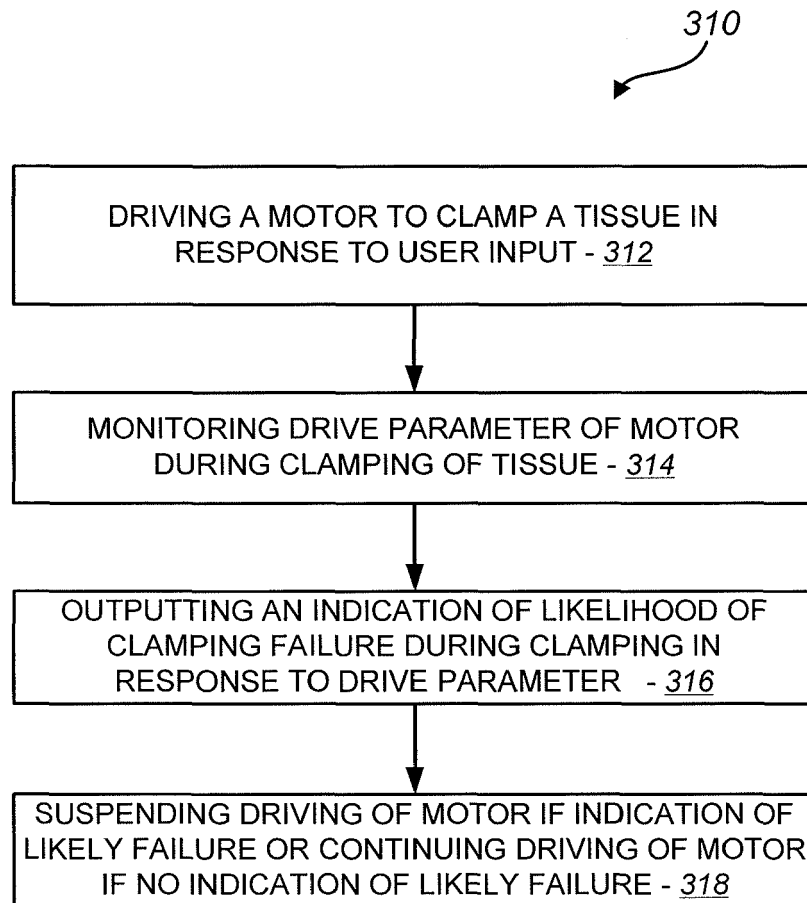 310
DRIVING A MOTOR TO CLAMP A TISSUE IN
RESPONSE TO USER INPUT - 312
MONITORING DRIVE PARAMETER OF MOTOR
DURING CLAMPING OF TISSUE - 314
OUTPUTTING AN INDICATION OF LIKELIHOOD OF
CLAMPING FAILURE DURING CLAMPING IN
RESPONSE TO DRIVE PARAMETER - 316
SUSPENDING DRIVING OF MOTOR IF INDICATION OF
LIKELY FAILURE OR CONTINUING DRIVING OF MOTOR
IF NO INDICATION OF LIKELY FAILURE - 318